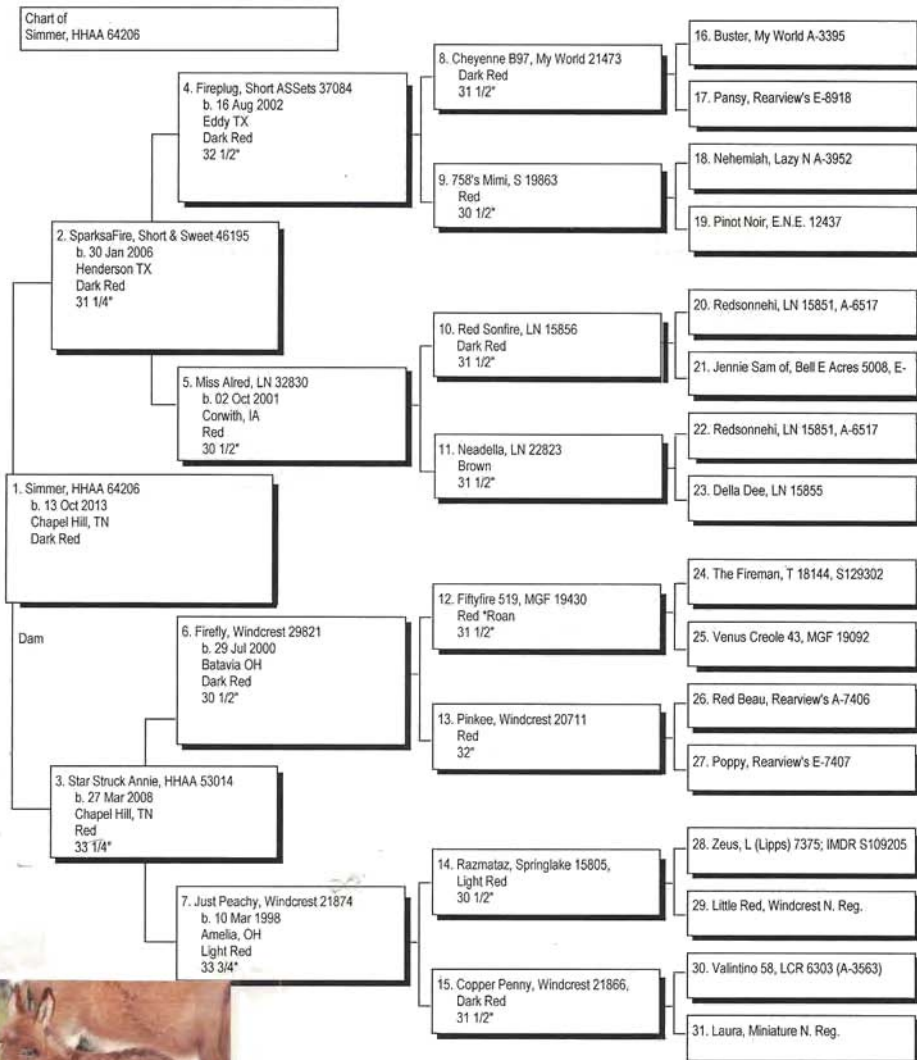 Chart of
Simmer, HHAA 64206
1. Simmer, HHAA 64206
b. 13 Oct 2013
Chapel Hill, TN
Dark Red
Dam
2. SparksaFire, Short & Sweet 46195
b. 30 Jan 2006
Henderson TX
Dark Red
31 1/4"
3. Star Struck Annie, HHAA 53014
b. 27 Mar 2008
Chapel Hill, TN
Red
33 1/4"
4. Fireplug, Short ASSets 37084
b. 16 Aug 2002
Eddy TX
Dark Red
32 1/2"
5. Miss Alred, LN 32830
b. 02 Oct 2001
Corwith, IA
Red
30 1/2"
6. Firefly, Windcrest 29821
b. 29 Jul 2000
Batavia OH
Dark Red
30 1/2"
7. Just Peachy, Windcrest 21874
b. 10 Mar 1998
Amelia, OH
Light Red
33 3/4"
8. Cheyenne B97, My World 21473
Dark Red
31 1/2"
9. 758's Mimi, S 19863
Red
30 1/2"
10. Red Sonfire, LN 15856
Dark Red
31 1/2"
11. Neadella, LN 22823
Brown
31 1/2"
12. Fiftyfire 519, MGF 19430
Red *Roan
31 1/2"
13. Pinkee, Windcrest 20711
Red
32"
14. Razmataz, Springlake 15805,
Light Red
30 1/2"
15. Copper Penny, Windcrest 21866,
Dark Red
31 1/2"
16. Buster, My World A-3395
17. Pansy, Rearview's E-8918
18. Nehemiah, Lazy N A-3952
19. Pinot Noir, E.N.E. 12437
20. Redsonnehi, LN 15851, A-6517
21. Jennie Sam of, Bell E Acres 5008, E-
22. Redsonnehi, LN 15851, A-6517
23. Della Dee, LN 15855
24. The Fireman, T 18144, S129302
25. Venus Creole 43, MGF 19092
26. Red Beau, Rearview's A-7406
27. Poppy, Rearview's E-7407
28. Zeus, L (Lipps) 7375; IMDR S109205
29. Little Red, Windcrest N. Reg.
30. Valintino 58, LCR 6303 (A-3563)
31. Laura, Miniature N. Reg.